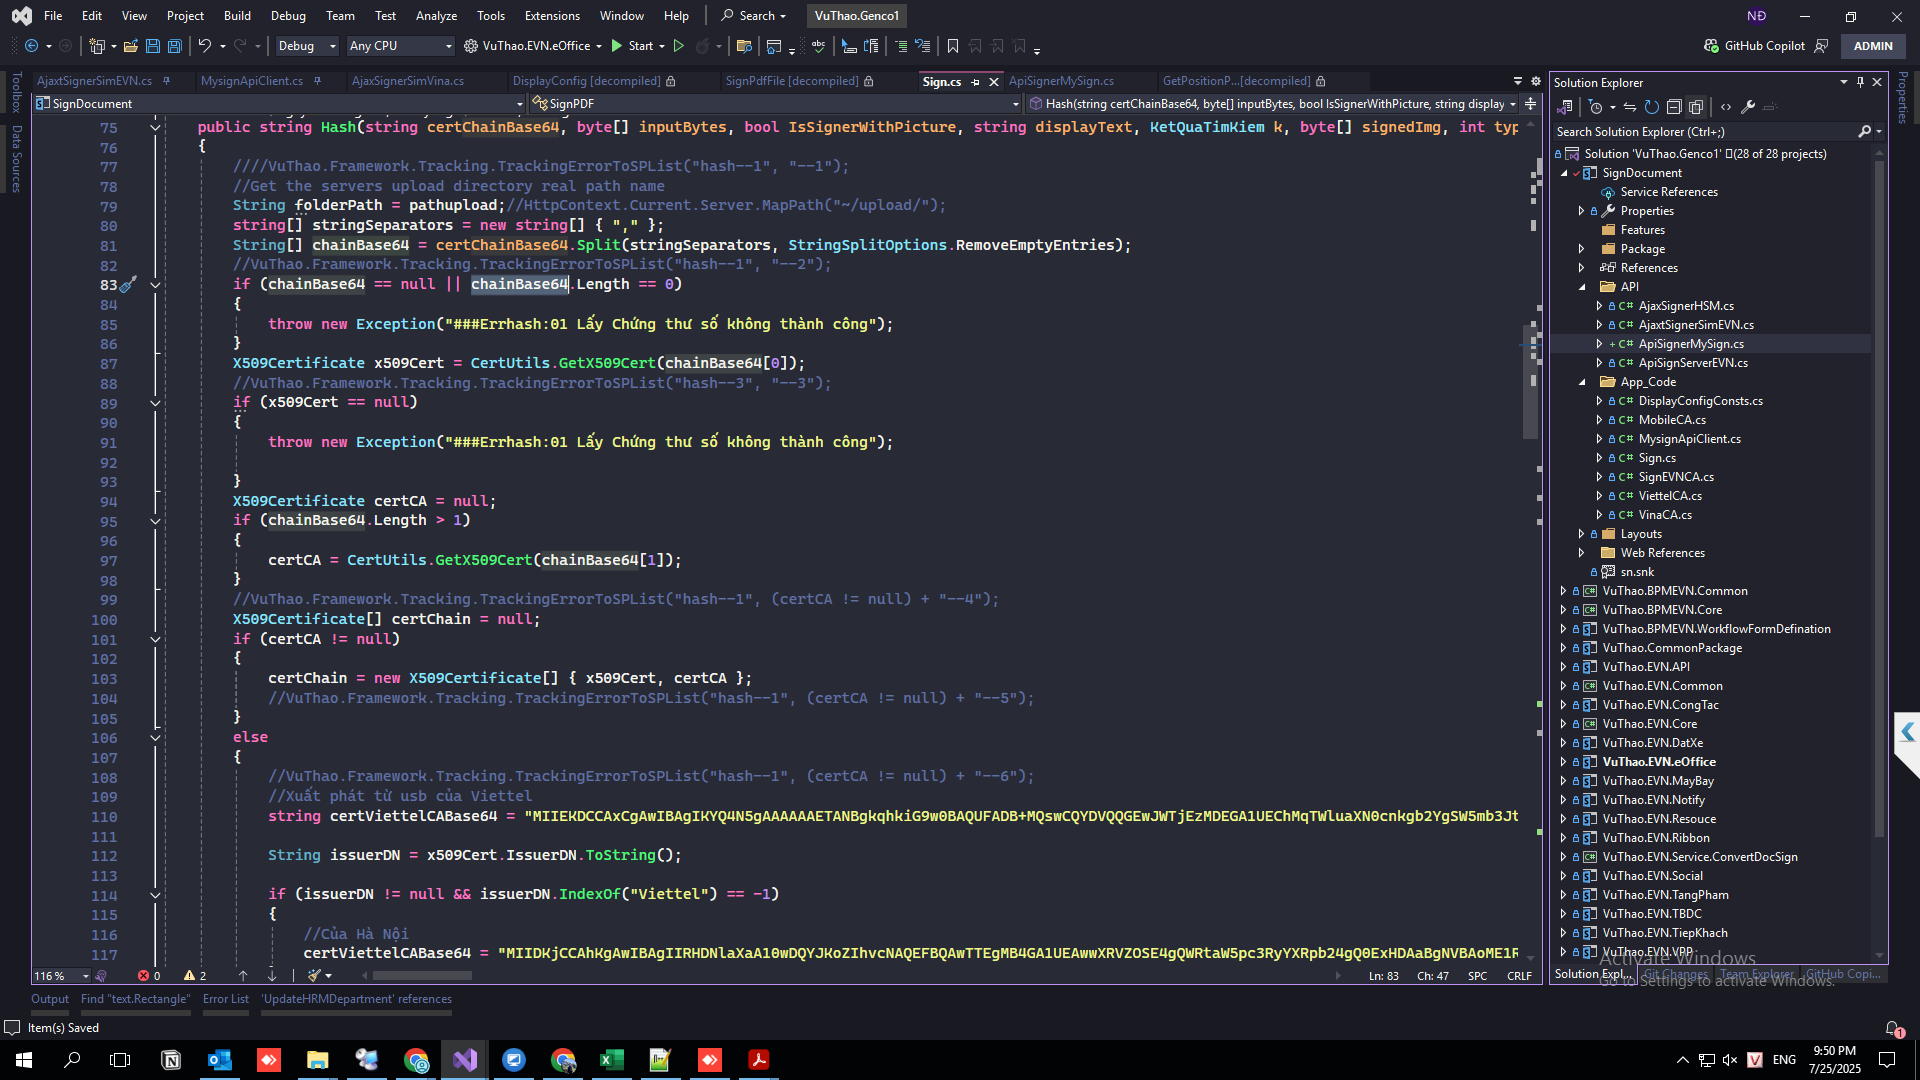 File Edit View Project Build Debug Team Test Analyze Tools Extensions Window Help Search VuThao.Genco1 NĐ
Debug Any CPU VuThao.EVN.eOffice Start GitHub Copilot ADMIN
AjaxtSignerSimEVN.cs MysignApiClient.cs AjaxSignerSimVina.cs DisplayConfig [decompiled] SignPdfFile [decompiled] Sign.cs ApiSignerMySign.cs GetPositionP...[decompiled]
SignDocument SignPDF Hash(string certChainBase64, byte[] inputBytes, bool IsSignerWithPicture, string display
Toolbox
Data Sources
75 public string Hash(string certChainBase64, byte[] inputBytes, bool IsSignerWithPicture, string displayText, KetQuaTimKiem k, byte[] signedImg, int typ
76 {
77 ////VuThao.Framework.Tracking.TrackingErrorToSPList("hash--1", "--1");
78 //Get the servers upload directory real path name
79 String folderPath = pathupload;//HttpContext.Current.Server.MapPath("~/upload/");
80 string[] stringSeparators = new string[] { "," };
81 String[] chainBase64 = certChainBase64.Split(stringSeparators, StringSplitOptions.RemoveEmptyEntries);
82 //VuThao.Framework.Tracking.TrackingErrorToSPList("hash--1", "--2");
83 if (chainBase64 == null || chainBase64.Length == 0)
84 {
85 throw new Exception("###Errhash:01 Lấy Chứng thư số không thành công");
86 }
87 X509Certificate x509Cert = CertUtils.GetX509Cert(chainBase64[0]);
88 //VuThao.Framework.Tracking.TrackingErrorToSPList("hash--3", "--3");
89 if (x509Cert == null)
90 {
91 throw new Exception("###Errhash:01 Lấy Chứng thư số không thành công");
92
93 }
94 X509Certificate certCA = null;
95 if (chainBase64.Length > 1)
96 {
97 certCA = CertUtils.GetX509Cert(chainBase64[1]);
98 }
99 //VuThao.Framework.Tracking.TrackingErrorToSPList("hash--1", (certCA != null) + "--4");
100 X509Certificate[] certChain = null;
101 if (certCA != null)
102 {
103 certChain = new X509Certificate[] { x509Cert, certCA };
104 //VuThao.Framework.Tracking.TrackingErrorToSPList("hash--1", (certCA != null) + "--5");
105 }
106 else
107 {
108 //VuThao.Framework.Tracking.TrackingErrorToSPList("hash--1", (certCA != null) + "--6");
109 //Xuất phát từ usb của Viettel
110 string certViettelCABase64 = "MIIEKDCCAxCgAwIBAgIKYQ4N5gAAAAAAETANBgkqhkiG9w0BAQUFADB+MQswCQYDVQQGEwJWTjEzMDEGA1UEChMqTWluaXN0cnkgb2YgSW5mb3Jt
111
112 String issuerDN = x509Cert.IssuerDN.ToString();
113
114 if (issuerDN != null && issuerDN.IndexOf("Viettel") == -1)
115 {
116 //Của Hà Nội
117 certViettelCABase64 = "MIIDKjCCAhKgAwIBAgIIRHDNlaXaA10wDQYJKoZIhvcNAQEFBQAwTTEgMB4GA1UEAwwXRVZOSE4gQWRtaW5pc3RyYXRpb24gQ0ExHDAaBgNVBAoME1R
116 % 0 2 Ln: 83 Ch: 47 SPC CRLF
Solution Explorer
Search Solution Explorer (Ctrl+;)
Solution 'VuThao.Genco1' (28 of 28 projects)
SignDocument
Service References
Properties
Features
Package
References
API
C# AjaxSignerHSM.cs
C# AjaxtSignerSimEVN.cs
C# ApiSignerMySign.cs
C# ApiSignServerEVN.cs
App_Code
C# DisplayConfigConsts.cs
C# MobileCA.cs
C# MysignApiClient.cs
C# Sign.cs
C# SignEVNCA.cs
C# ViettelCA.cs
C# VinaCA.cs
Layouts
Web References
sn.snk
VuThao.BPMEVN.Common
VuThao.BPMEVN.Core
VuThao.BPMEVN.WorkflowFormDefination
VuThao.CommonPackage
VuThao.EVN.API
VuThao.EVN.Common
VuThao.EVN.CongTac
VuThao.EVN.Core
VuThao.EVN.DatXe
VuThao.EVN.eOffice
VuThao.EVN.MayBay
VuThao.EVN.Notify
VuThao.EVN.Resouce
VuThao.EVN.Ribbon
VuThao.EVN.Service.ConvertDocSign
VuThao.EVN.Social
VuThao.EVN.TangPham
VuThao.EVN.TBDC
VuThao.EVN.TiepKhach
VuThao.EVN.VPP
Activate Windows
Solution Expl... Git Changes Team Explorer GitHub Copi...
Go to Settings to activate Windows.
Properties
Output Find "text.Rectangle" Error List 'UpdateHRMDepartment' references
Item(s) Saved 1
V ENG 9:50 PM
7/25/2025